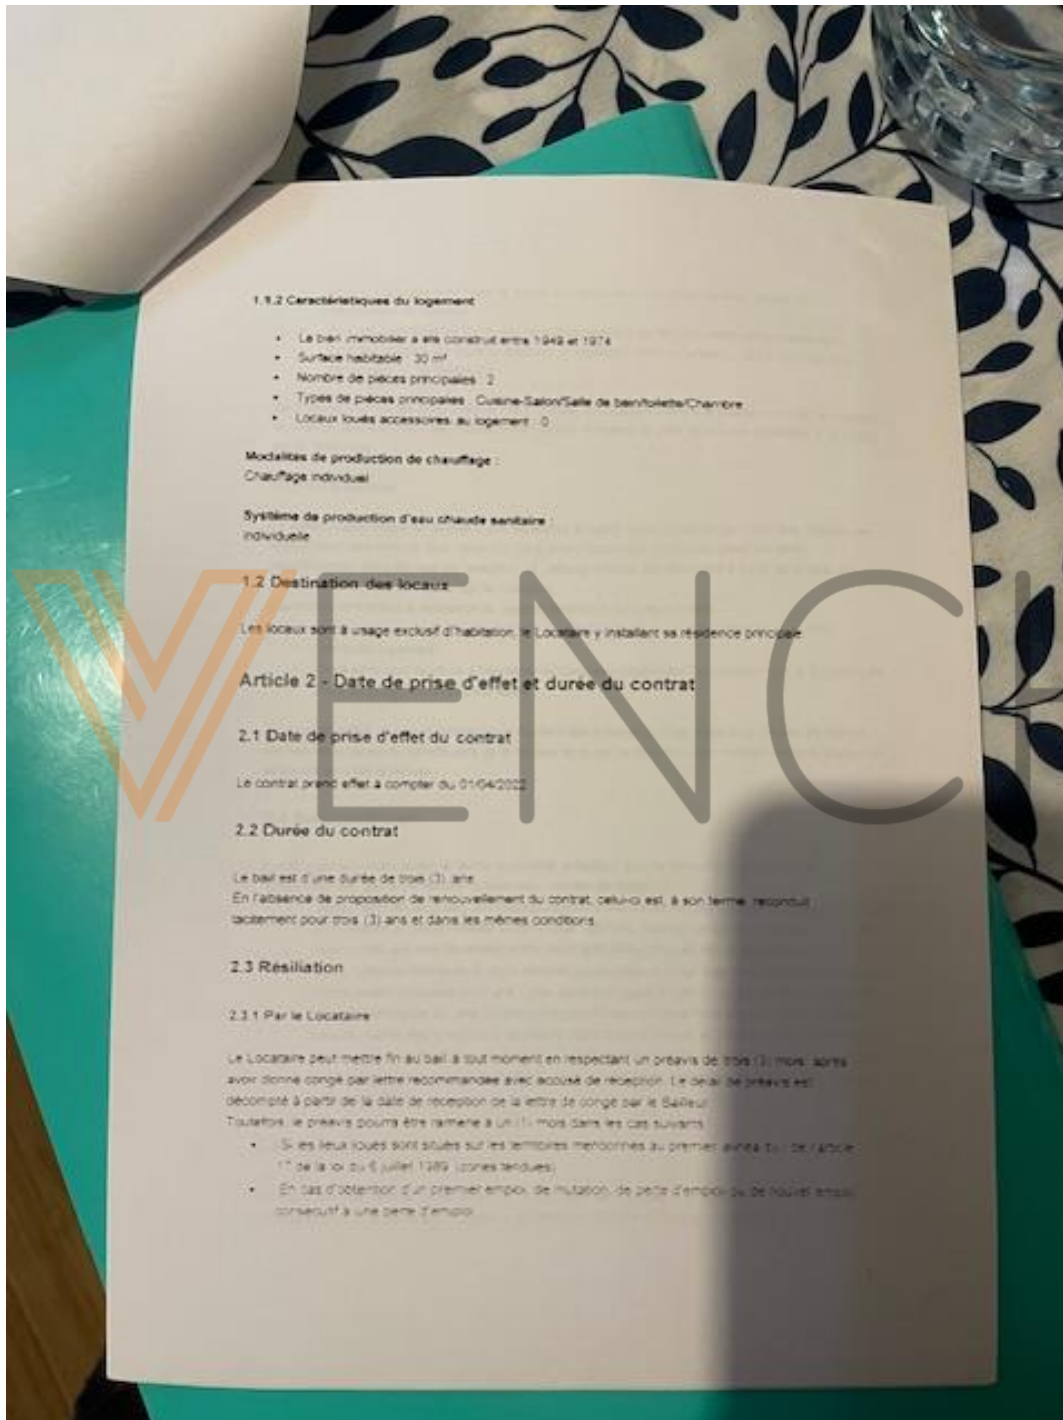 1.1.2 Caractéristiques du logement
• Le bien immobilier a été construit entre 1949 et 1974
• Surface habitable : 30 m²
• Nombre de pièces principales : 2
• Types de pièces principales : Cuisine-Salon/Salle de bain/toilette/Chambre
• Locaux loués accessoires au logement : 0
Modalités de production de chauffage :
Chauffage individuel
Système de production d'eau chaude sanitaire :
individuelle
1.2 Destination des locaux
Les locaux sont à usage exclusif d'habitation, le Locataire y installant sa résidence principale
Article 2 - Date de prise d'effet et durée du contrat
2.1 Date de prise d'effet du contrat
Le contrat prend effet à compter du 01/04/2022
2.2 Durée du contrat
Le bail est d'une durée de trois (3) ans
En l'absence de proposition de renouvellement du contrat, celui-ci est, à son terme, reconduit
tacitement pour trois (3) ans et dans les mêmes conditions
2.3 Résiliation
2.3.1 Par le Locataire
Le Locataire peut mettre fin au bail à tout moment en respectant un préavis de trois (3) mois, après
avoir donné congé par lettre recommandée avec accusé de réception. Le délai de préavis est
décompté à partir de la date de réception de la lettre de congé par le Bailleur
Toutefois, le préavis pourra être ramené à un (1) mois dans les cas suivants
• Si les lieux loués sont situés sur les territoires mentionnés au premier alinéa du I de l'article
17 de la loi du 6 juillet 1989 (zones tendues)
• En cas d'obtention d'un premier emploi, de mutation, de perte d'emploi ou de nouvel emploi
consécutif à une perte d'emploi
VENCH